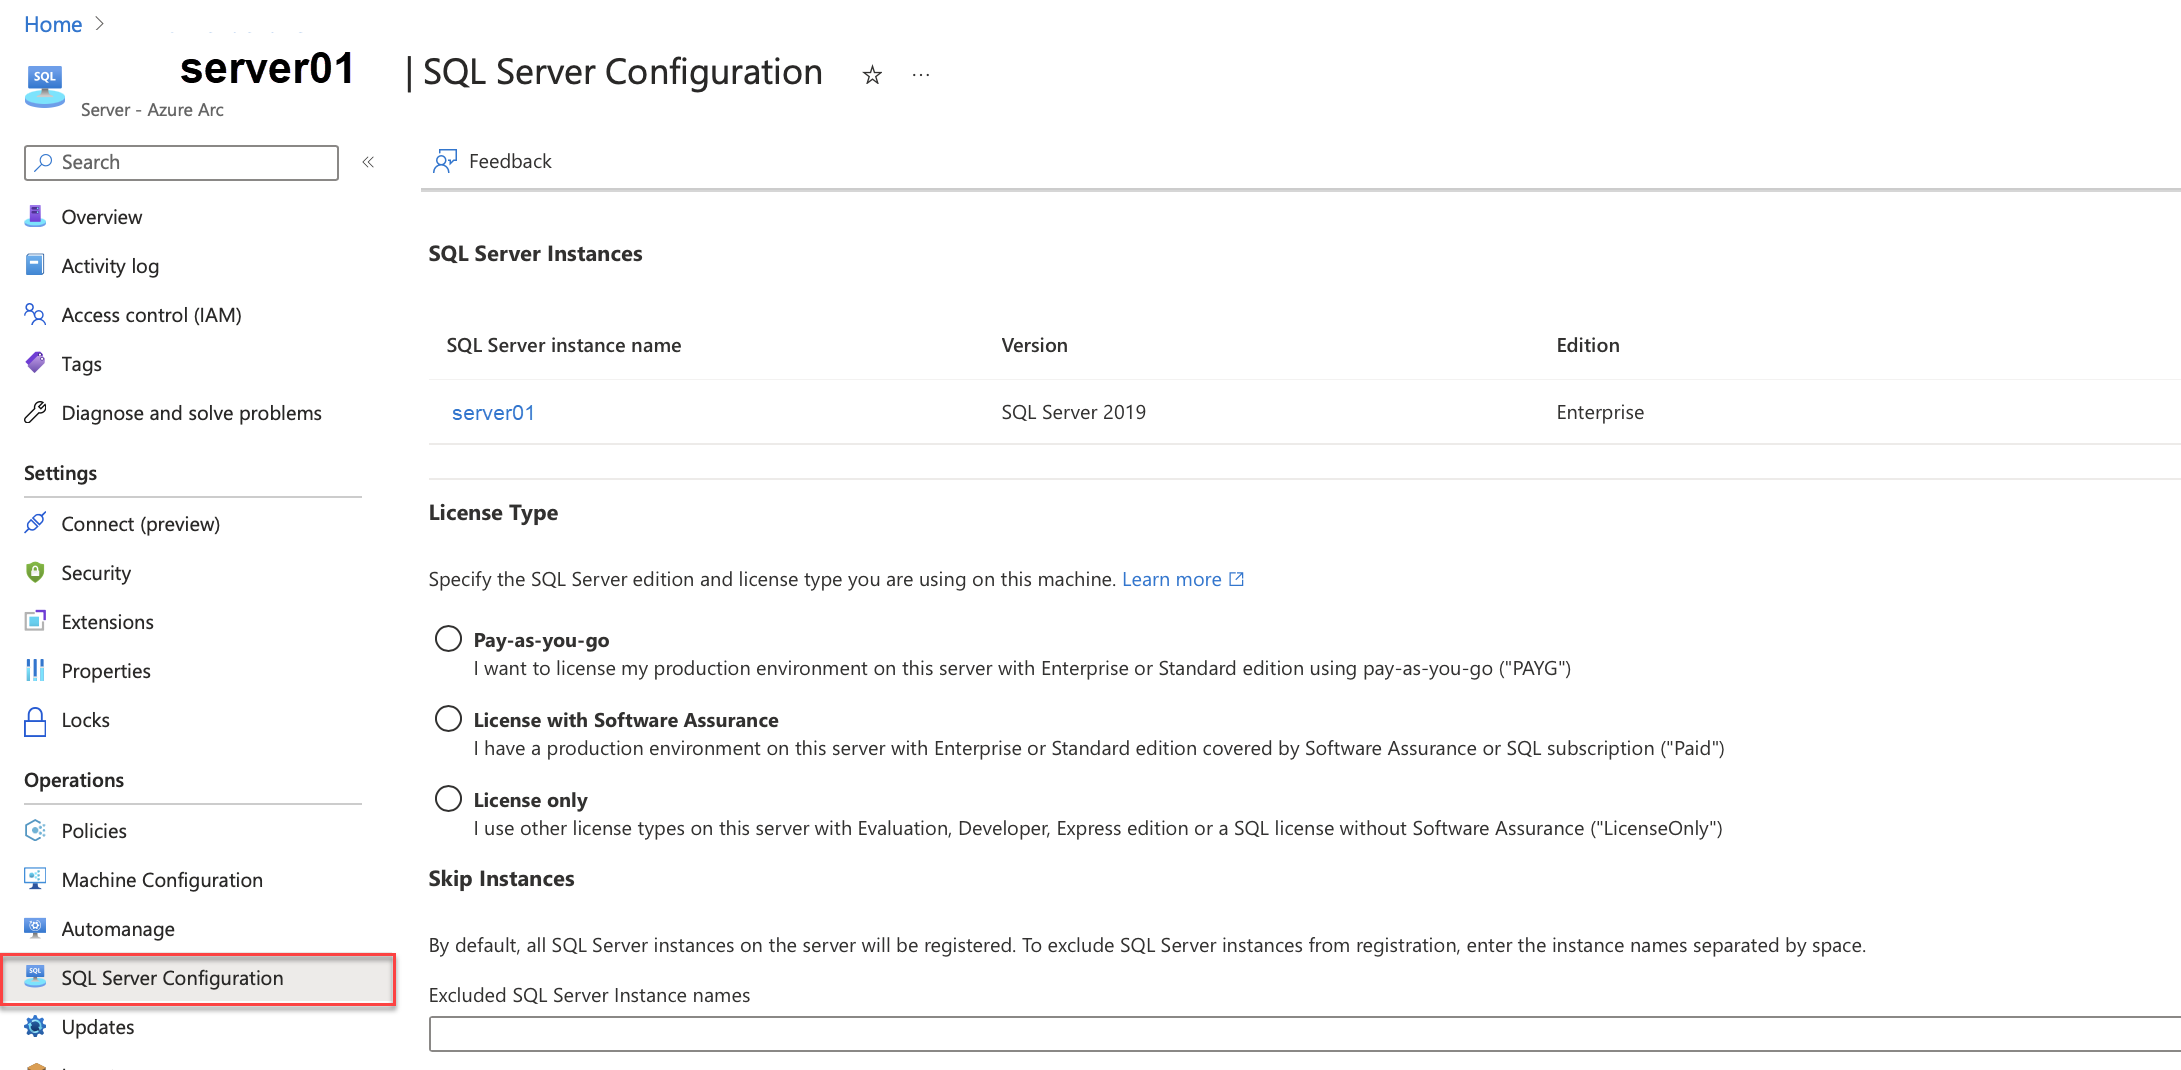 Home
server01 | SQL Server Configuration
Server - Azure Arc
Search
Feedback
Overview
Activity log
Access control (IAM)
Tags
Diagnose and solve problems
Settings
Connect (preview)
Security
Extensions
Properties
Locks
Operations
Policies
Machine Configuration
Automanage
SQL Server Configuration
Updates
SQL Server Instances
SQL Server instance name Version Edition
server01 SQL Server 2019 Enterprise
License Type
Specify the SQL Server edition and license type you are using on this machine. Learn more
Pay-as-you-go
I want to license my production environment on this server with Enterprise or Standard edition using pay-as-you-go ("PAYG")
License with Software Assurance
I have a production environment on this server with Enterprise or Standard edition covered by Software Assurance or SQL subscription ("Paid")
License only
I use other license types on this server with Evaluation, Developer, Express edition or a SQL license without Software Assurance ("LicenseOnly")
Skip Instances
By default, all SQL Server instances on the server will be registered. To exclude SQL Server instances from registration, enter the instance names separated by space.
Excluded SQL Server Instance names